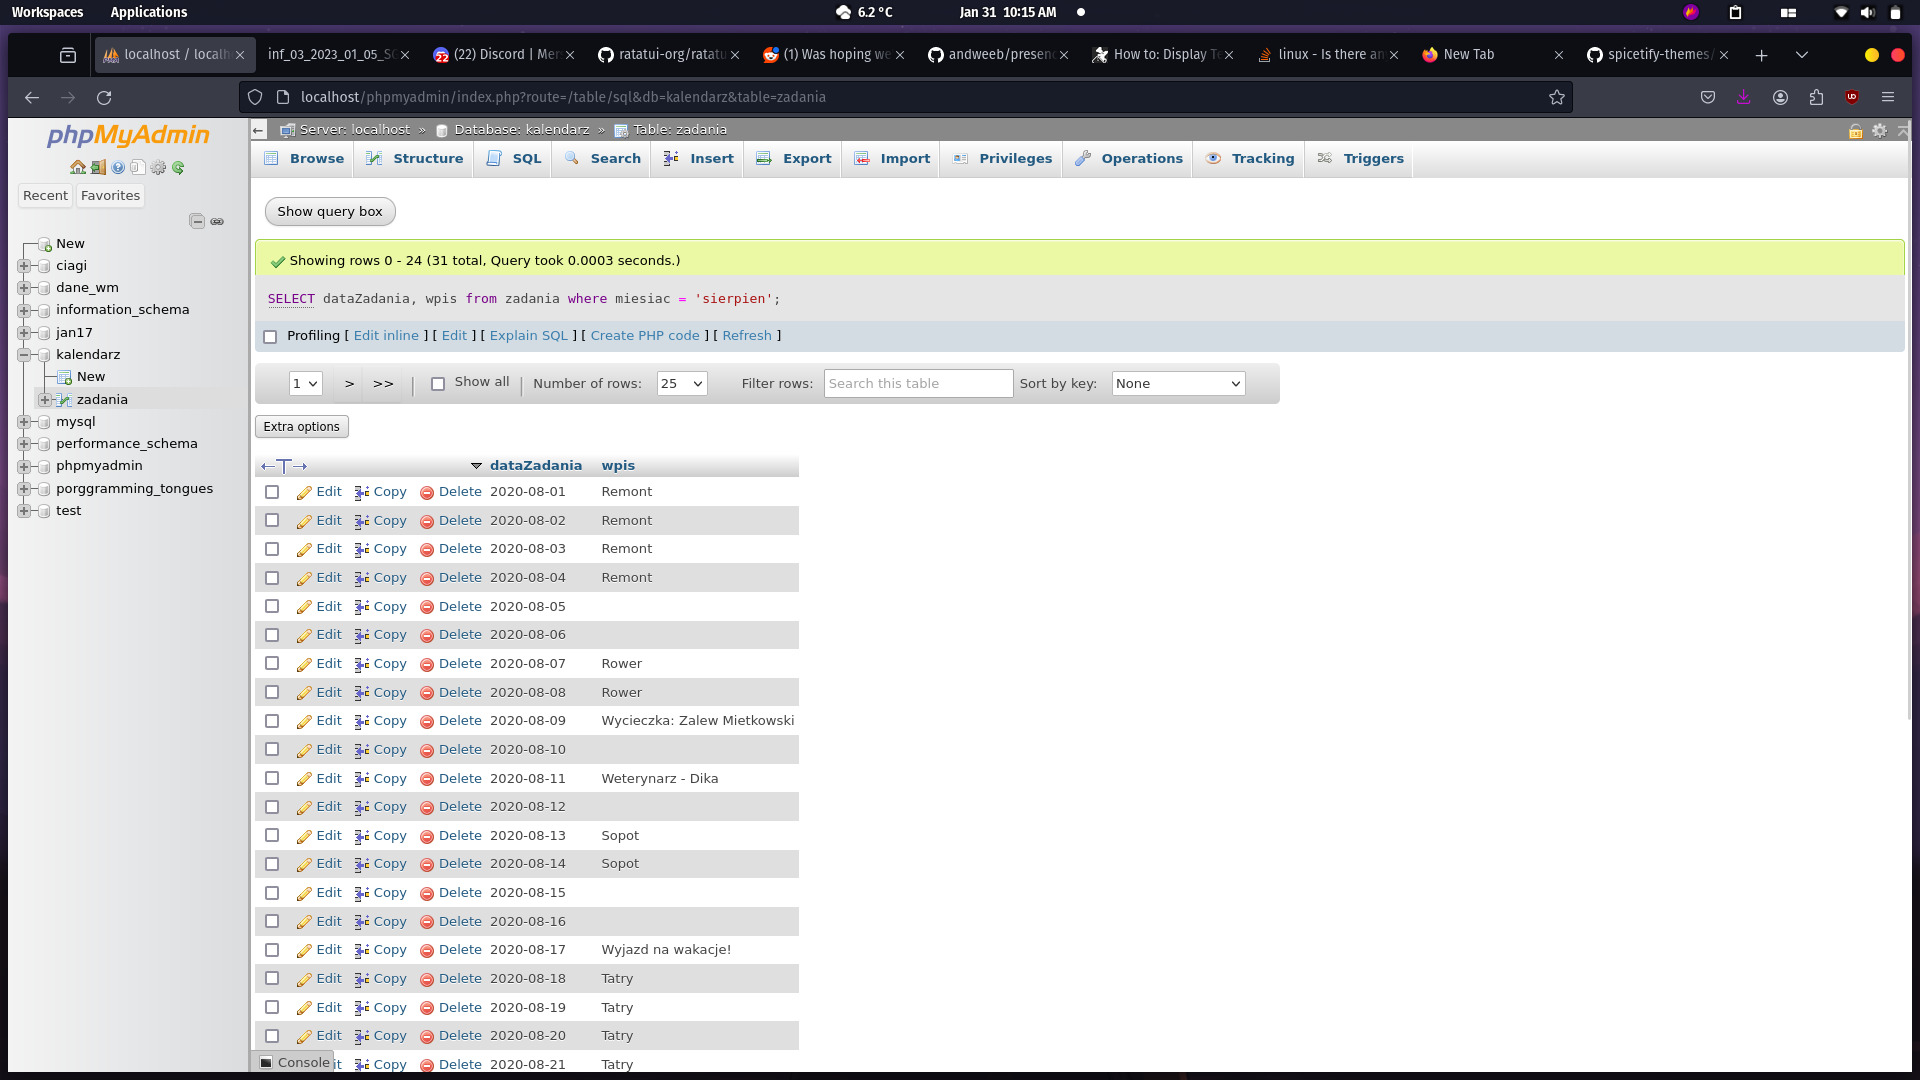 Workspaces Applications 6.2 °C Jan 31 10:15 AM
localhost / localh inf_03_2023_01_05_SC (22) Discord | Mer ratatui-org/ratatu (1) Was hoping we andweeb/presenc How to: Display Te linux - Is there an New Tab spicetify-themes/
localhost/phpmyadmin/index.php?route=/table/sql&db=kalendarz&table=zadania
phpMyAdmin
Recent Favorites
New
ciagi
dane_wm
information_schema
jan17
kalendarz
New
zadania
mysql
performance_schema
phpmyadmin
porggramming_tongues
test
Server: localhost » Database: kalendarz » Table: zadania
Browse Structure SQL Search Insert Export Import Privileges Operations Tracking Triggers
Show query box
Showing rows 0 - 24 (31 total, Query took 0.0003 seconds.)
SELECT dataZadania, wpis from zadania where miesiac = 'sierpien';
Profiling [ Edit inline ] [ Edit ] [ Explain SQL ] [ Create PHP code ] [ Refresh ]
1 > >> | Show all | Number of rows: 25 Filter rows: Search this table Sort by key: None
Extra options
dataZadania wpis
Edit Copy Delete 2020-08-01 Remont
Edit Copy Delete 2020-08-02 Remont
Edit Copy Delete 2020-08-03 Remont
Edit Copy Delete 2020-08-04 Remont
Edit Copy Delete 2020-08-05
Edit Copy Delete 2020-08-06
Edit Copy Delete 2020-08-07 Rower
Edit Copy Delete 2020-08-08 Rower
Edit Copy Delete 2020-08-09 Wycieczka: Zalew Mietkowski
Edit Copy Delete 2020-08-10
Edit Copy Delete 2020-08-11 Weterynarz - Dika
Edit Copy Delete 2020-08-12
Edit Copy Delete 2020-08-13 Sopot
Edit Copy Delete 2020-08-14 Sopot
Edit Copy Delete 2020-08-15
Edit Copy Delete 2020-08-16
Edit Copy Delete 2020-08-17 Wyjazd na wakacje!
Edit Copy Delete 2020-08-18 Tatry
Edit Copy Delete 2020-08-19 Tatry
Edit Copy Delete 2020-08-20 Tatry
Console it Copy Delete 2020-08-21 Tatry